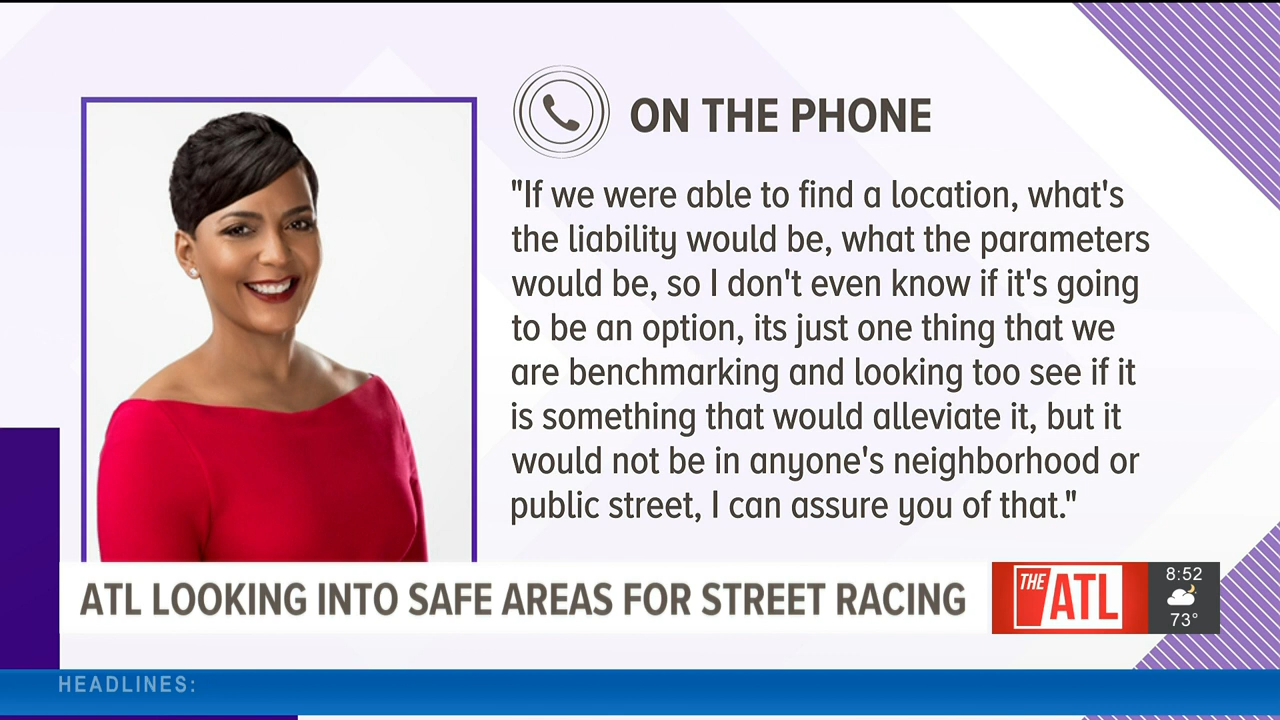 ON THE PHONE
"If we were able to find a location, what's
the liability would be, what the parameters
would be, so I don't even know if it's going
to be an option, its just one thing that we
are benchmarking and looking too see if it
is something that would alleviate it, but it
would not be in anyone's neighborhood or
public street, I can assure you of that."
ATL LOOKING INTO SAFE AREAS FOR STREET RACING
THE ATL
8:52
73°
HEADLINES: